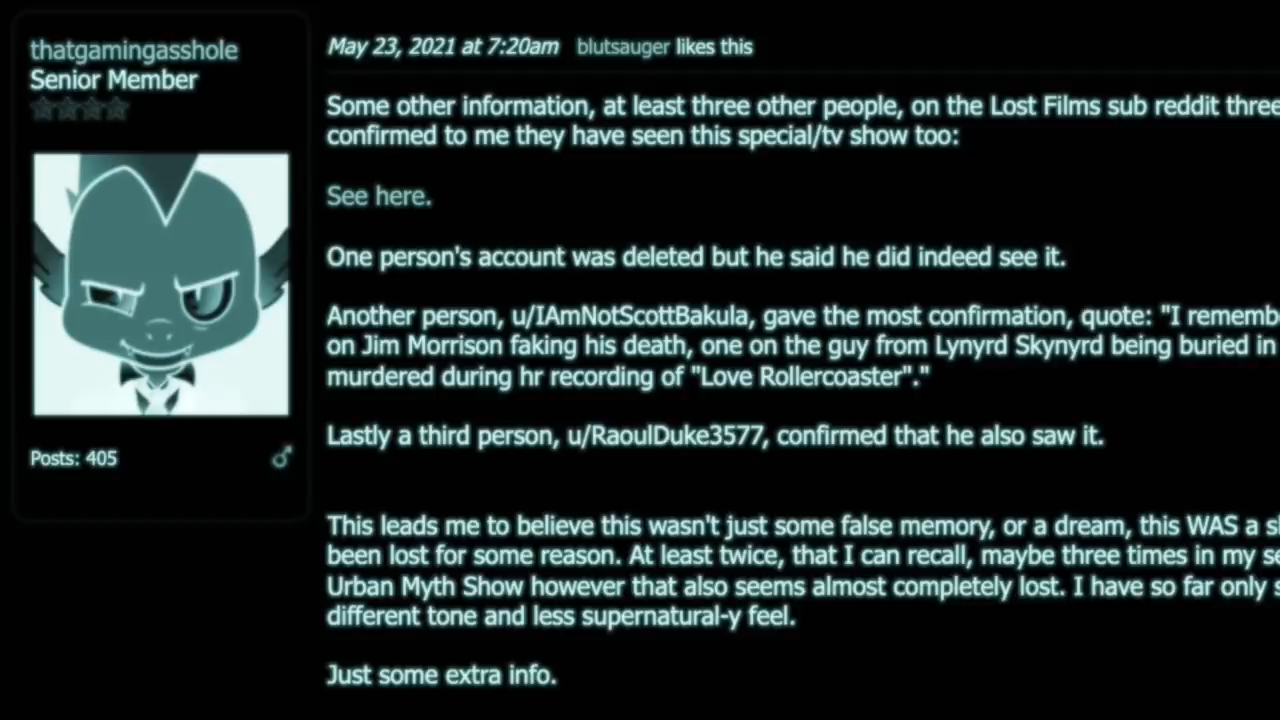 thatgamingasshole
Senior Member
Posts: 405
May 23, 2021 at 7:20am blutsauger likes this
Some other information, at least three other people, on the Lost Films sub reddit three
confirmed to me they have seen this special/tv show too:
See here.
One person's account was deleted but he said he did indeed see it.
Another person, u/IAmNotScottBakula, gave the most confirmation, quote: "I rememb
on Jim Morrison faking his death, one on the guy from Lynyrd Skynyrd being buried in
murdered during hr recording of "Love Rollercoaster"."
Lastly a third person, u/RaoulDuke3577, confirmed that he also saw it.
This leads me to believe this wasn't just some false memory, or a dream, this WAS a s
been lost for some reason. At least twice, that I can recall, maybe three times in my se
Urban Myth Show however that also seems almost completely lost. I have so far only s
different tone and less supernatural-y feel.
Just some extra info.